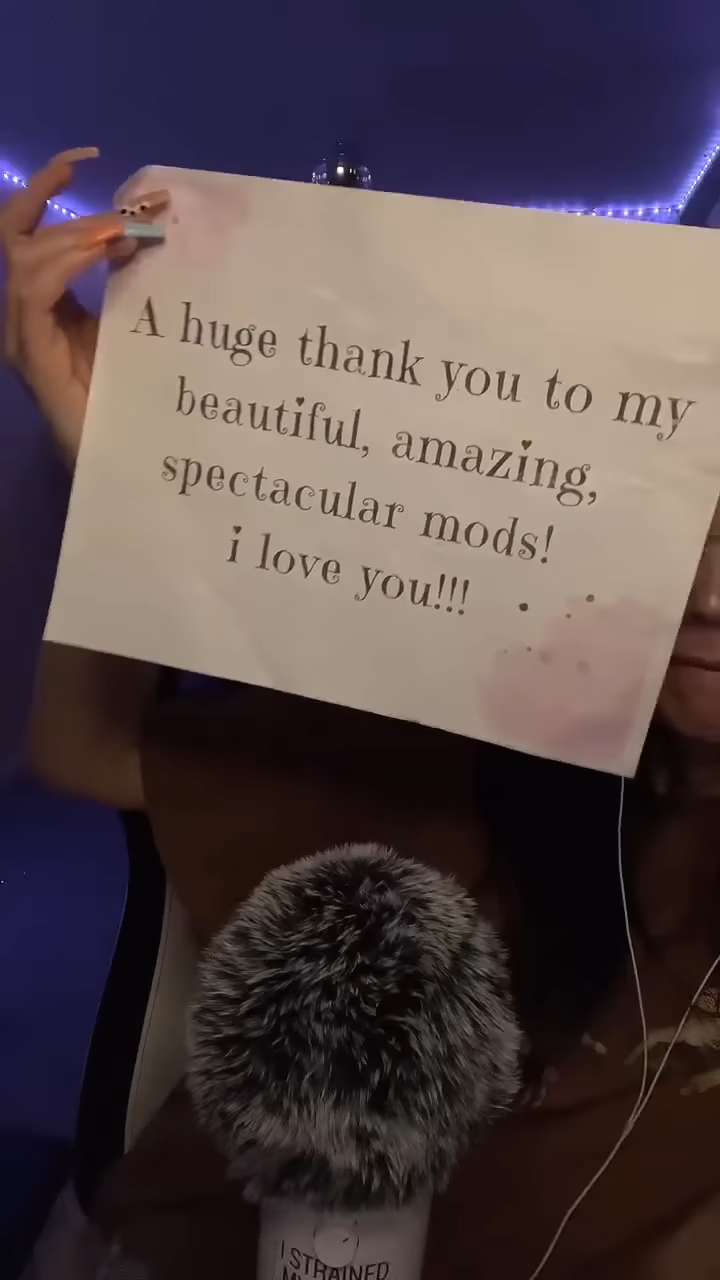 A huge thank you to my
beautiful, amazing,
spectacular mods!
i love you!!!
I STRAINED